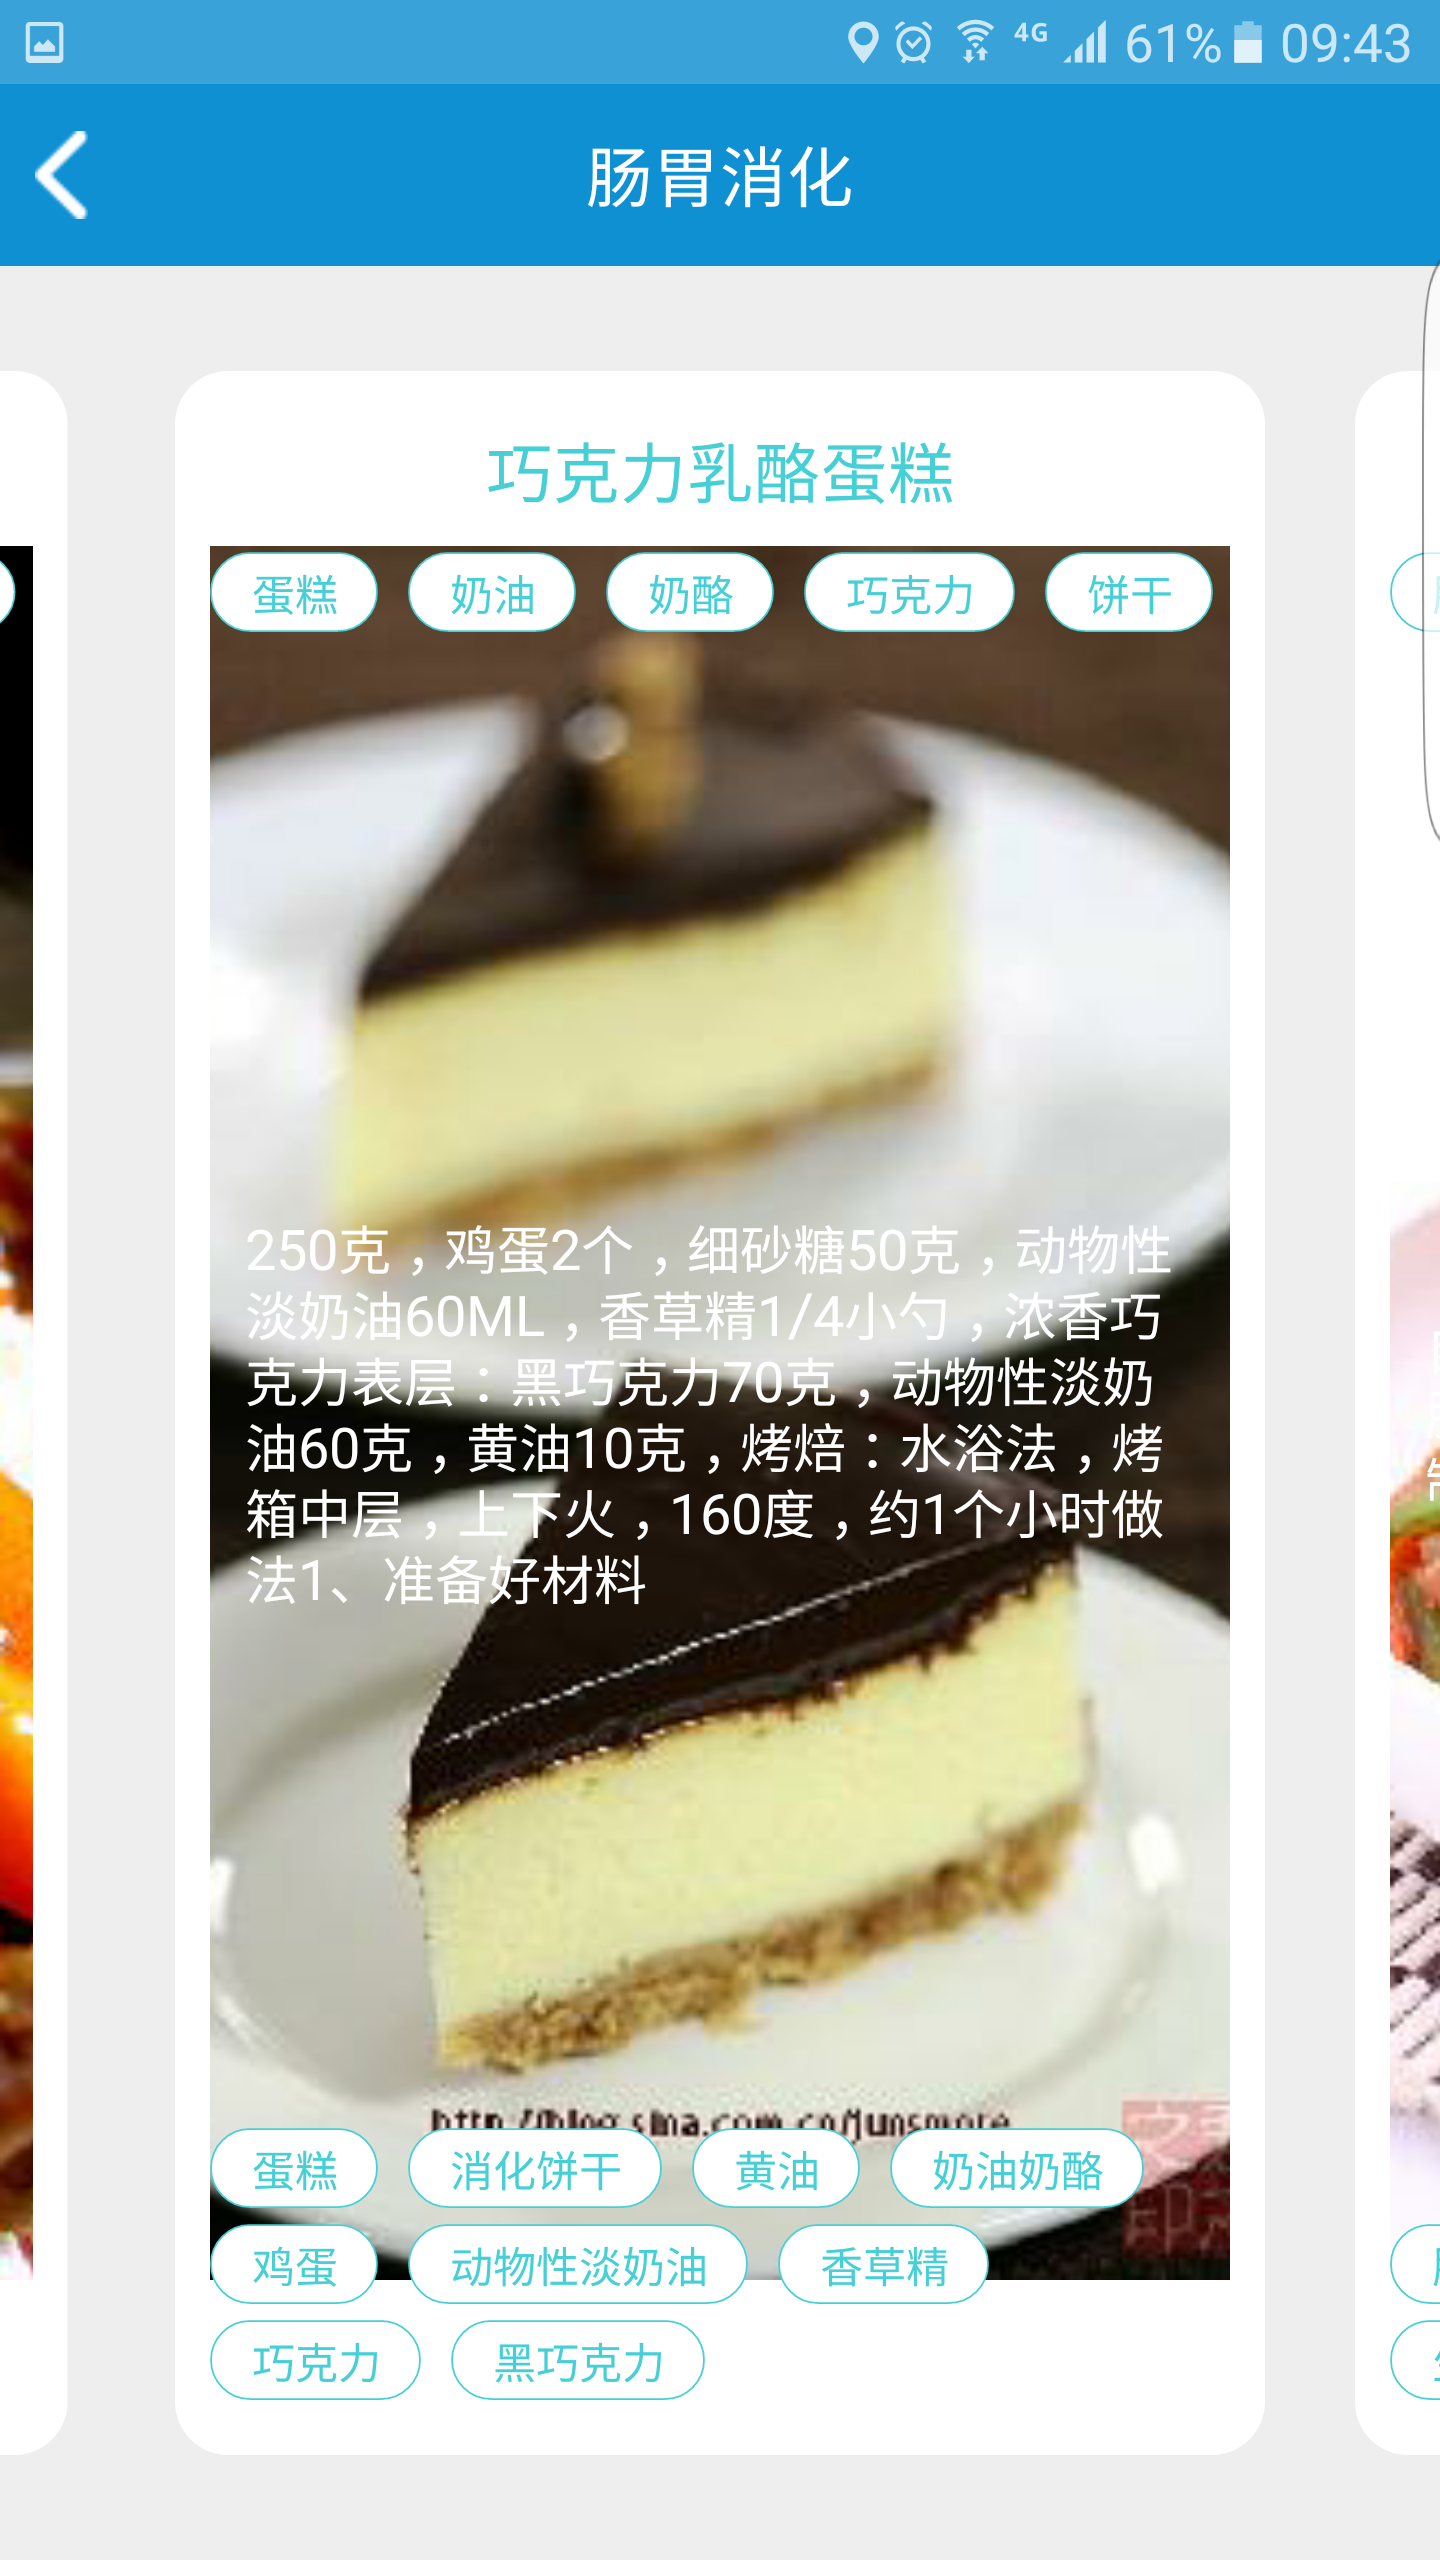 4G 61% 09:43
肠胃消化
巧克力乳酪蛋糕
蛋糕 奶油 奶酪 巧克力 饼干
250克，鸡蛋2个，细砂糖50克，动物性
淡奶油60ML，香草精1/4小勺，浓香巧
克力表层：黑巧克力70克，动物性淡奶
油60克，黄油10克，烤焙：水浴法，烤
箱中层，上下火，160度，约1个小时做
法1、准备好材料
http://blog.sina.com.cn/junsmore
之
印
蛋糕 消化饼干 黄油 奶油奶酪
鸡蛋 动物性淡奶油 香草精
巧克力 黑巧克力